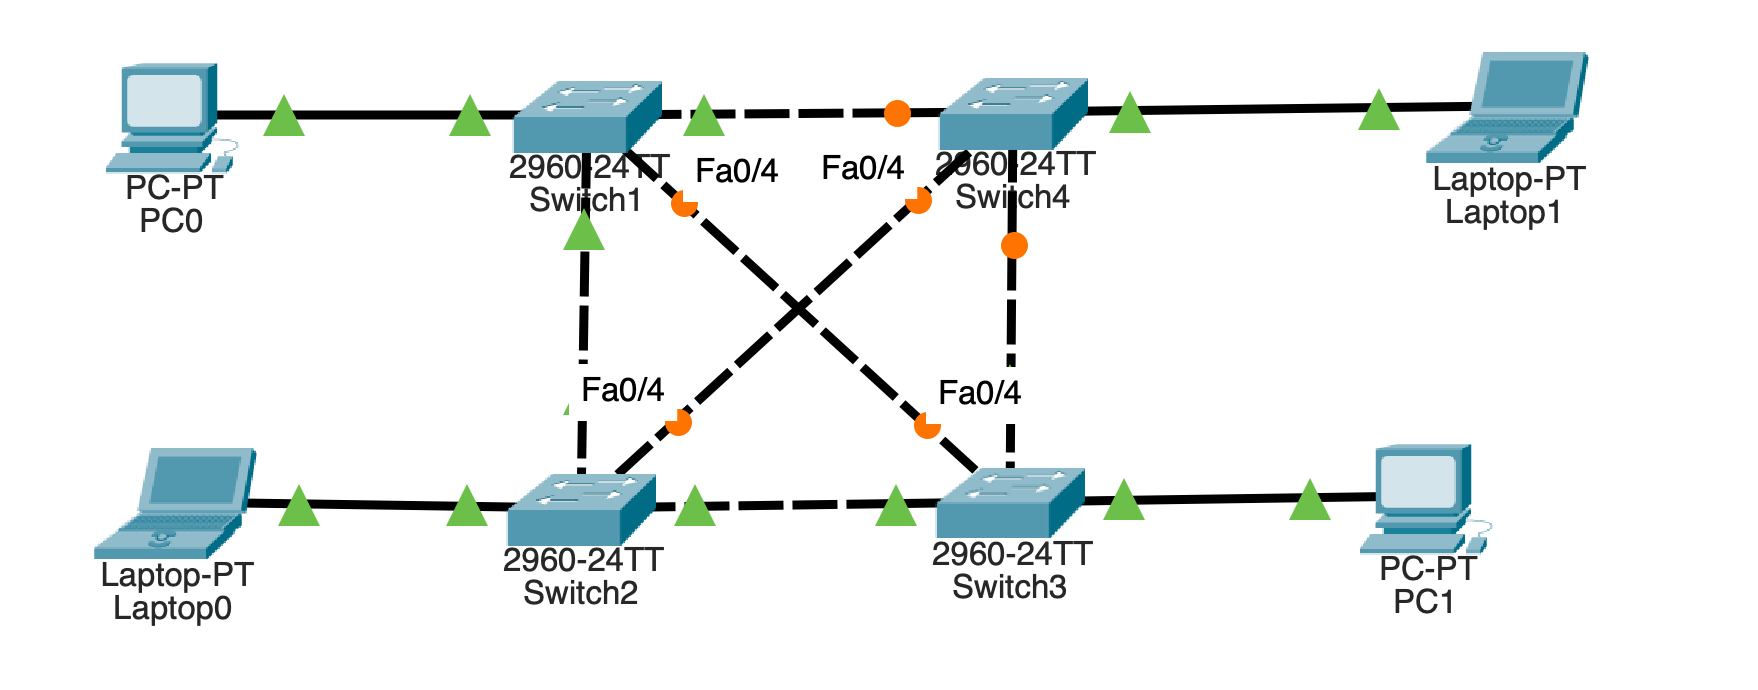 2960-24TT
Switch1
Fa0/4
Fa0/4
2960-24TT
Switch4
PC-PT
PC0
Laptop-PT
Laptop1
Fa0/4
Fa0/4
Laptop-PT
Laptop0
2960-24TT
Switch2
2960-24TT
Switch3
PC-PT
PC1